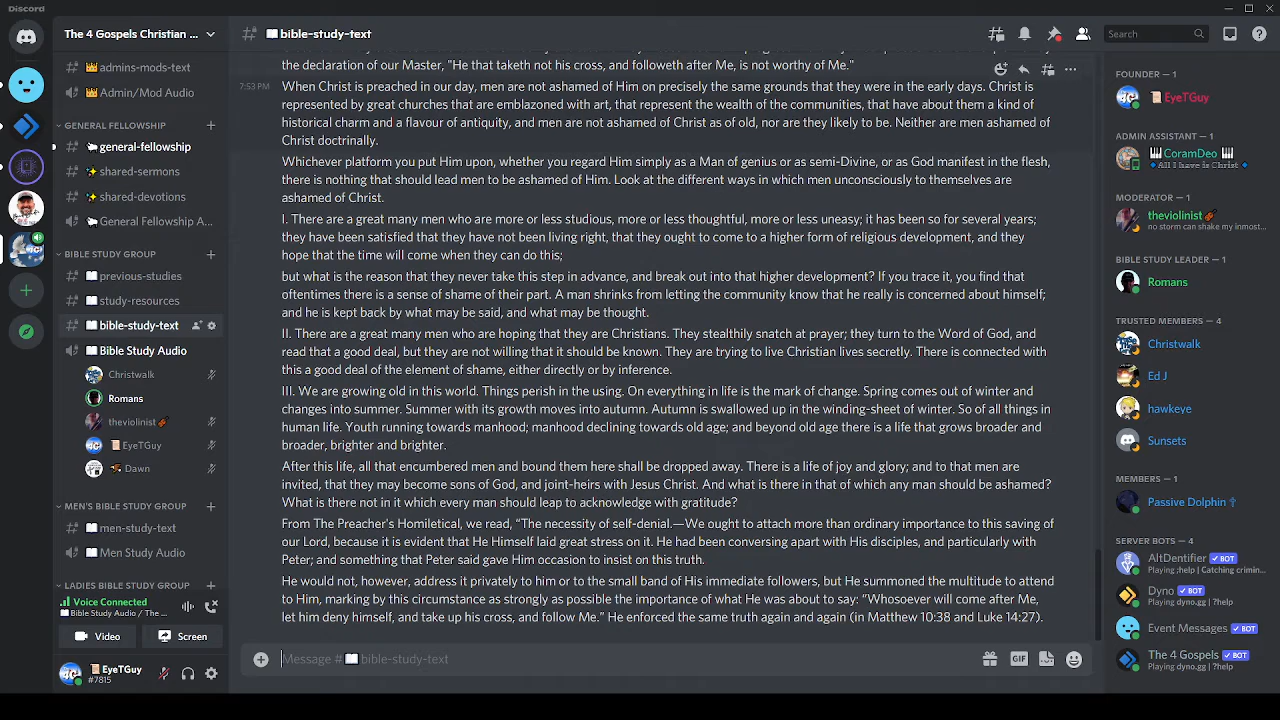 Discord
The 4 Gospels Christian ...
bible-study-text
Search
admins-mods-text
Admin/Mod Audio
GENERAL FELLOWSHIP
general-fellowship
shared-sermons
shared-devotions
General Fellowship A...
BIBLE STUDY GROUP
previous-studies
study-resources
bible-study-text
Bible Study Audio
Christwalk
Romans
theviolinist
EyeTGuy
Dawn
MEN'S BIBLE STUDY GROUP
men-study-text
Men Study Audio
LADIES BIBLE STUDY GROUP
Voice Connected
Bible Study Audio / The ...
Video
Screen
EyeTGuy
#7815
the declaration of our Master, "He that taketh not his cross, and followeth after Me, is not worthy of Me."
7:53 PM
When Christ is preached in our day, men are not ashamed of Him on precisely the same grounds that they were in the early days. Christ is
represented by great churches that are emblazoned with art, that represent the wealth of the communities, that have about them a kind of
historical charm and a flavour of antiquity, and men are not ashamed of Christ as of old, nor are they likely to be. Neither are men ashamed of
Christ doctrinally.
Whichever platform you put Him upon, whether you regard Him simply as a Man of genius or as semi-Divine, or as God manifest in the flesh,
there is nothing that should lead men to be ashamed of Him. Look at the different ways in which men unconsciously to themselves are
ashamed of Christ.
I. There are a great many men who are more or less studious, more or less thoughtful, more or less uneasy; it has been so for several years;
they have been satisfied that they have not been living right, that they ought to come to a higher form of religious development, and they
hope that the time will come when they can do this;
but what is the reason that they never take this step in advance, and break out into that higher development? If you trace it, you find that
oftentimes there is a sense of shame of their part. A man shrinks from letting the community know that he really is concerned about himself;
and he is kept back by what may be said, and what may be thought.
II. There are a great many men who are hoping that they are Christians. They stealthily snatch at prayer; they turn to the Word of God, and
read that a good deal, but they are not willing that it should be known. They are trying to live Christian lives secretly. There is connected with
this a good deal of the element of shame, either directly or by inference.
III. We are growing old in this world. Things perish in the using. On everything in life is the mark of change. Spring comes out of winter and
changes into summer. Summer with its growth moves into autumn. Autumn is swallowed up in the winding-sheet of winter. So of all things in
human life. Youth running towards manhood; manhood declining towards old age; and beyond old age there is a life that grows broader and
broader, brighter and brighter.
After this life, all that encumbered men and bound them here shall be dropped away. There is a life of joy and glory; and to that men are
invited, that they may become sons of God, and joint-heirs with Jesus Christ. And what is there in that of which any man should be ashamed?
What is there not in it which every man should leap to acknowledge with gratitude?
From The Preacher's Homiletical, we read, "The necessity of self-denial.—We ought to attach more than ordinary importance to this saving of
our Lord, because it is evident that He Himself laid great stress on it. He had been conversing apart with His disciples, and particularly with
Peter; and something that Peter said gave Him occasion to insist on this truth.
He would not, however, address it privately to him or to the small band of His immediate followers, but He summoned the multitude to attend
to Him, marking by this circumstance as strongly as possible the importance of what He was about to say: "Whosoever will come after Me,
let him deny himself, and take up his cross, and follow Me." He enforced the same truth again and again (in Matthew 10:38 and Luke 14:27).
Message # bible-study-text
GIF
FOUNDER — 1
EyeTGuy
ADMIN ASSISTANT — 1
CoramDeo
All I have is Christ
MODERATOR — 1
theviolinist
no storm can shake my inmost...
BIBLE STUDY LEADER — 1
Romans
TRUSTED MEMBERS — 4
Christwalk
Ed J
hawkeye
Sunsets
MEMBERS — 1
Passive Dolphin ✝
SERVER BOTS — 4
AltDentifier BOT
Playing ;help | Catching crimin...
Dyno BOT
Playing dyno.gg | ?help
Event Messages BOT
The 4 Gospels BOT
Playing dyno.gg | ?help